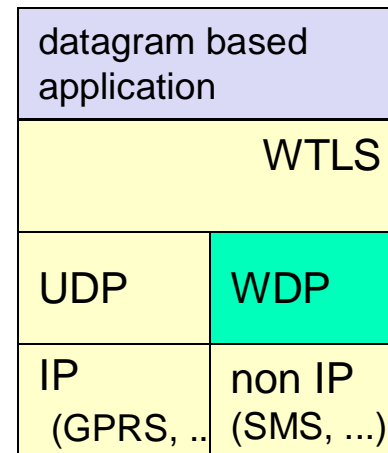 datagram based
application
WTLS
UDP
WDP
IP
(GPRS, ..
non IP
(SMS, ...)